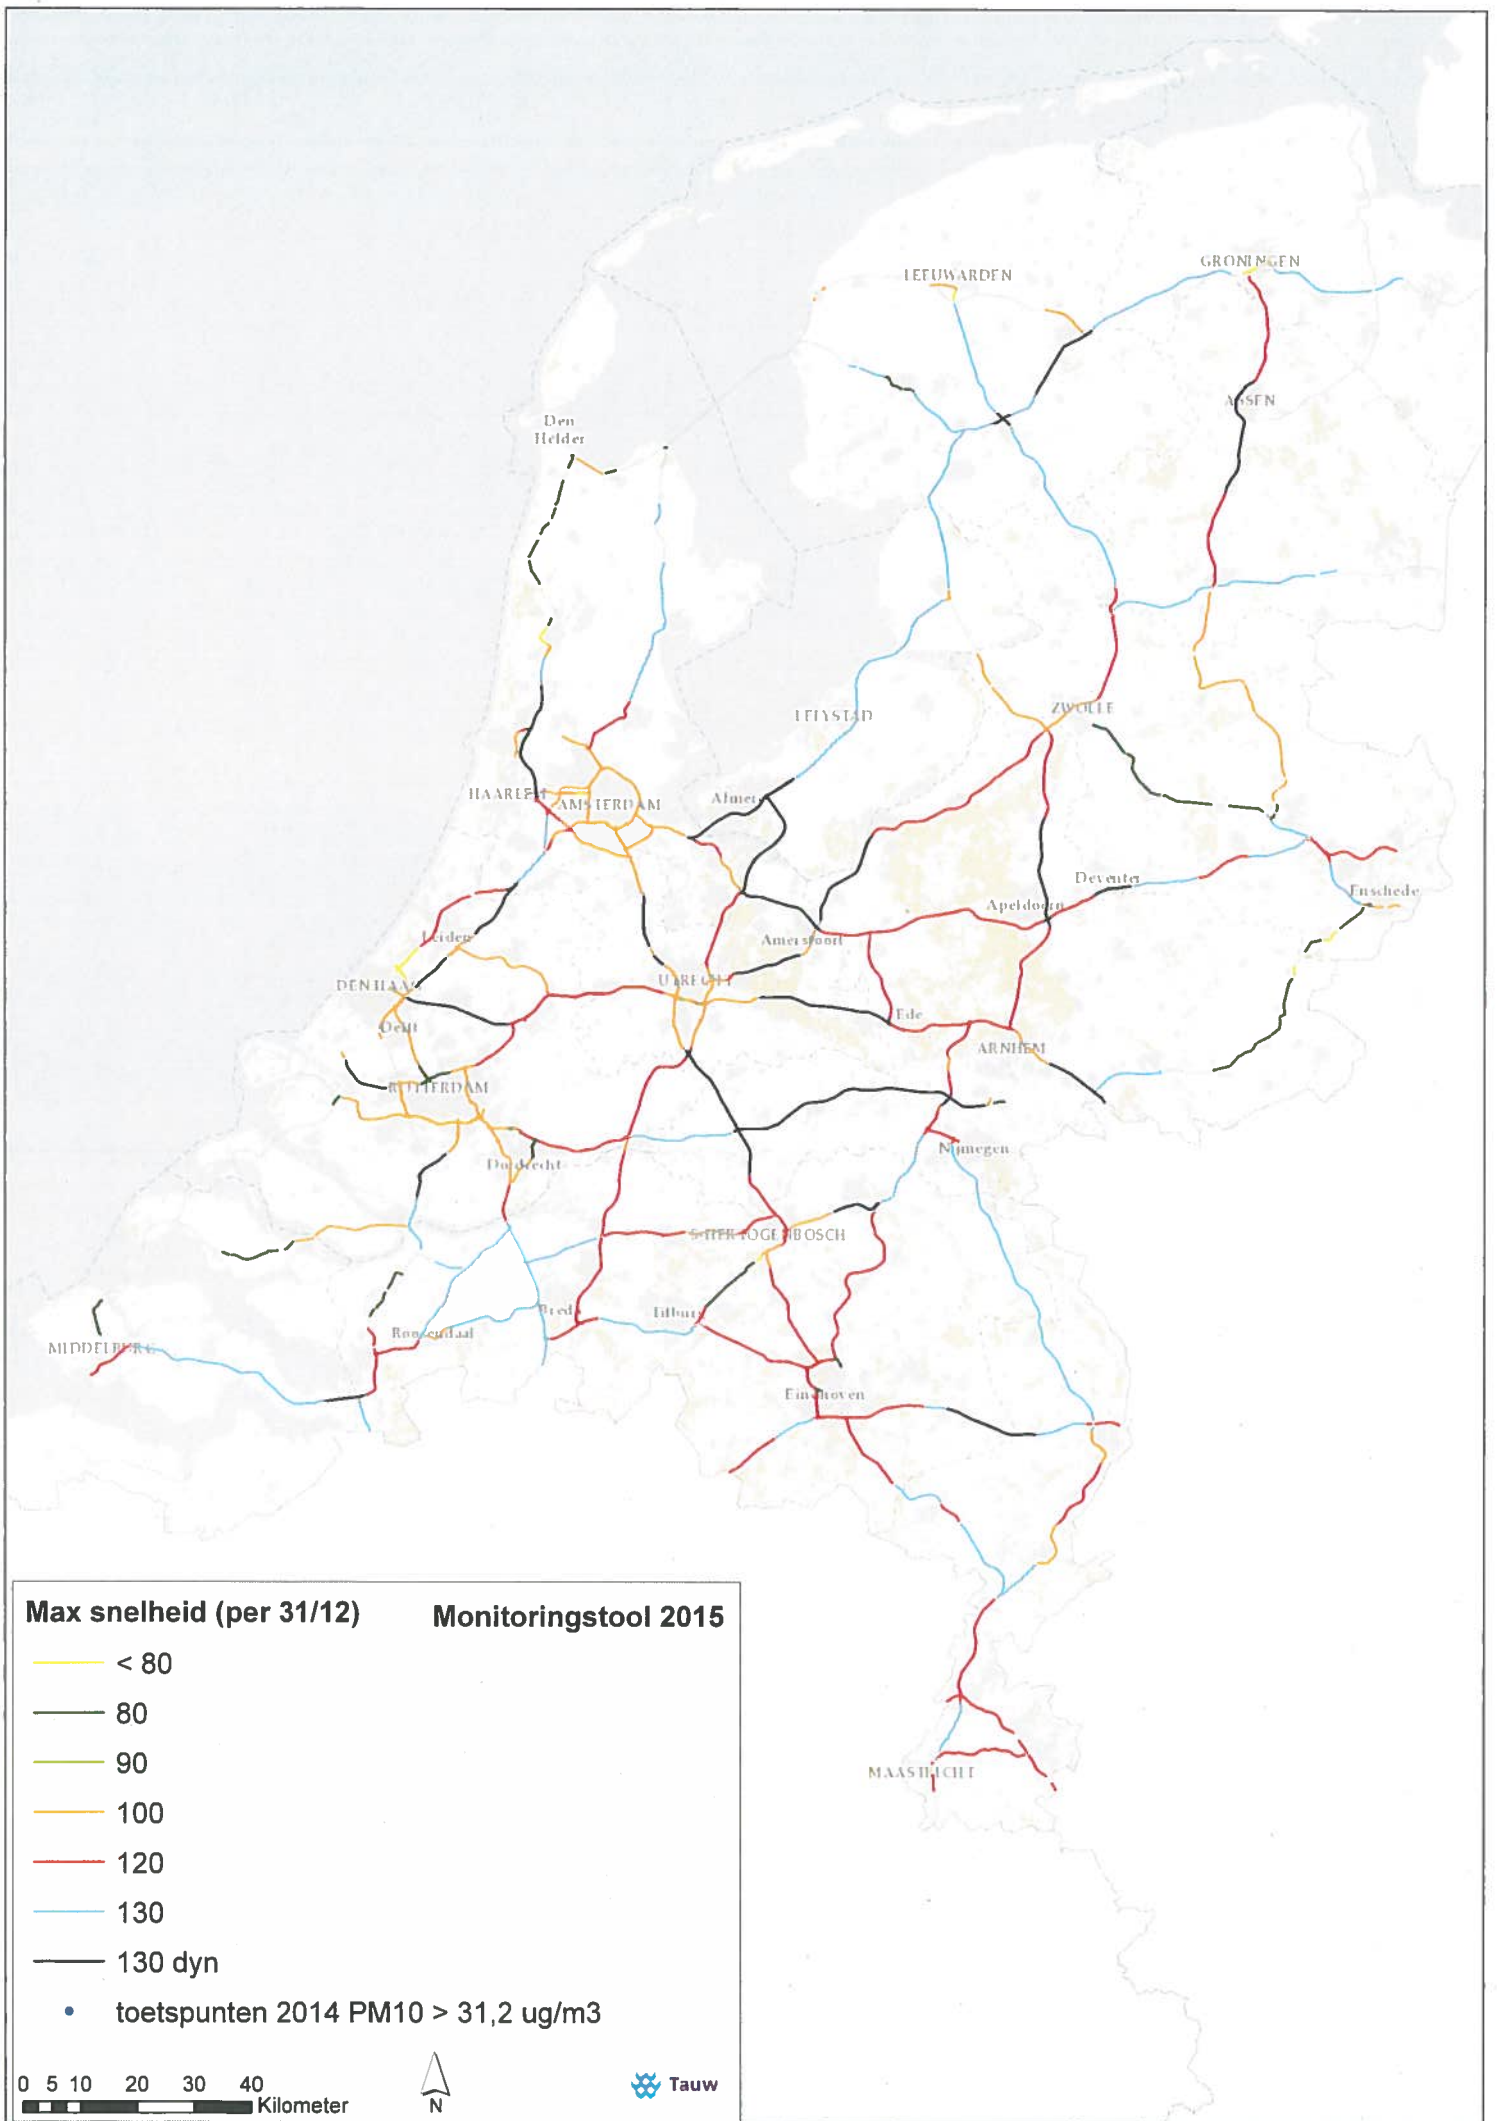 GRONINGEN
LEEUWARDEN
ASSEN
Den
Helder
ZWOLLE
LELYSTAD
HAARLEM
AMSTERDAM
Almere
Deventer
Enschede
Apeldoorn
Leiden
Amersfoort
UTRECHT
DEN HAAG
Delft
Ede
ARNHEM
ROTTERDAM
Nijmegen
Dordrecht
S-HERTOGENBOSCH
Breda
Tilburg
Roosendaal
MIDDELBURG
Eindhoven
MAASTRICHT
Max snelheid (per 31/12) Monitoringstool 2015
< 80
80
90
100
120
130
130 dyn
toetspunten 2014 PM10 > 31,2 ug/m3
0 5 10 20 30 40
Kilometer
N
Tauw